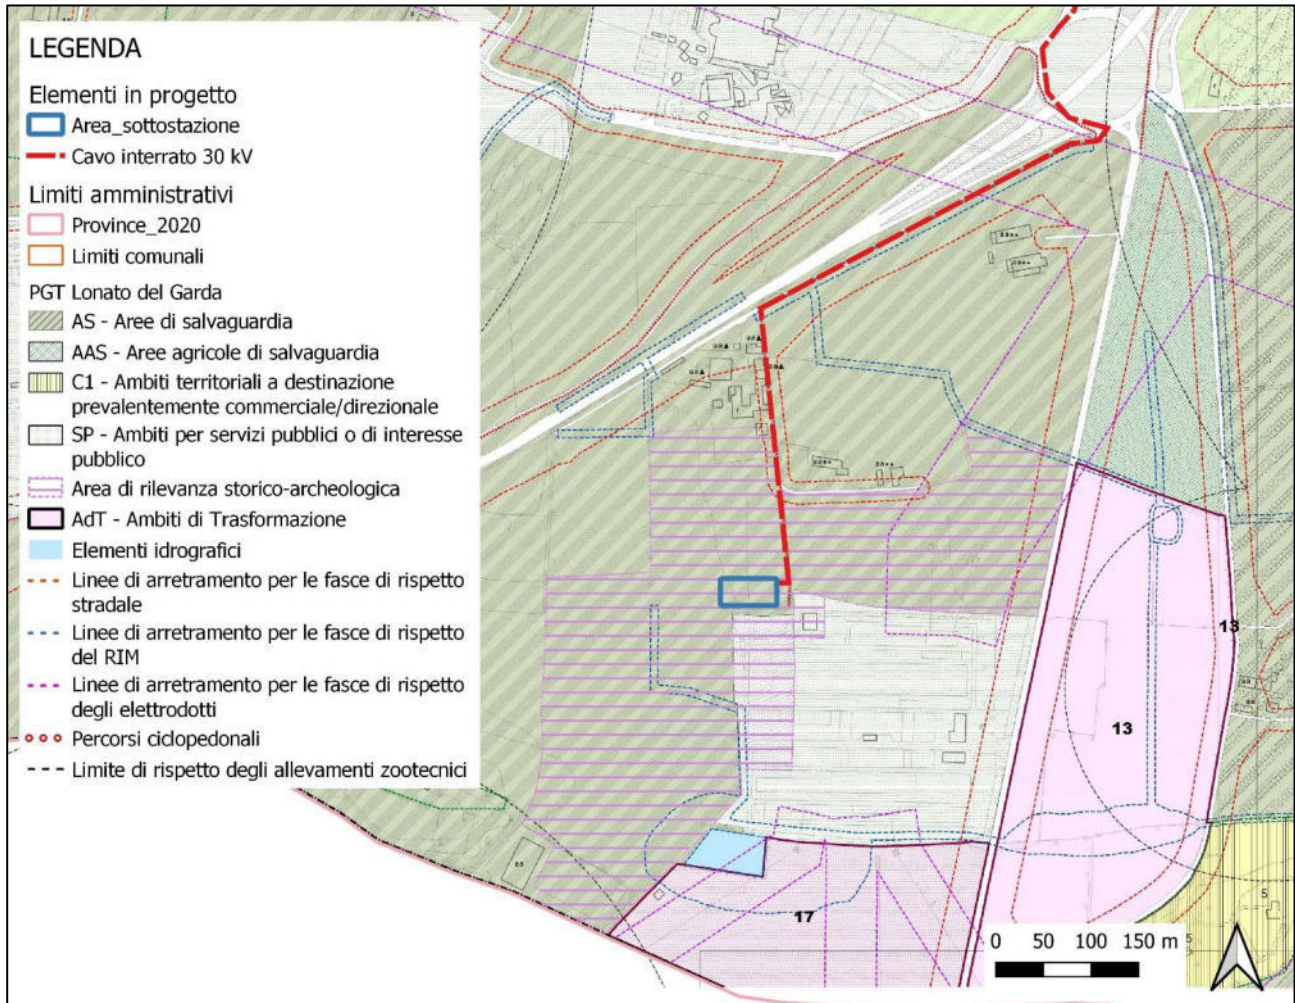 LEGENDA
Elementi in progetto
Area_sottostazione
Cavo interrato 30 kV
Limiti amministrativi
Province_2020
Limiti comunali
PGT Lonato del Garda
AS - Aree di salvaguardia
AAS - Aree agricole di salvaguardia
C1 - Ambiti territoriali a destinazione
prevalentemente commerciale/direzionale
SP - Ambiti per servizi pubblici o di interesse
pubblico
Area di rilevanza storico-archeologica
AdT - Ambiti di Trasformazione
Elementi idrografici
Linee di arretramento per le fasce di rispetto
stradale
Linee di arretramento per le fasce di rispetto
del RIM
Linee di arretramento per le fasce di rispetto
degli elettrodotti
Percorsi ciclopedonali
Limite di rispetto degli allevamenti zootecnici
13
13
17
5
5
0 50 100 150 m